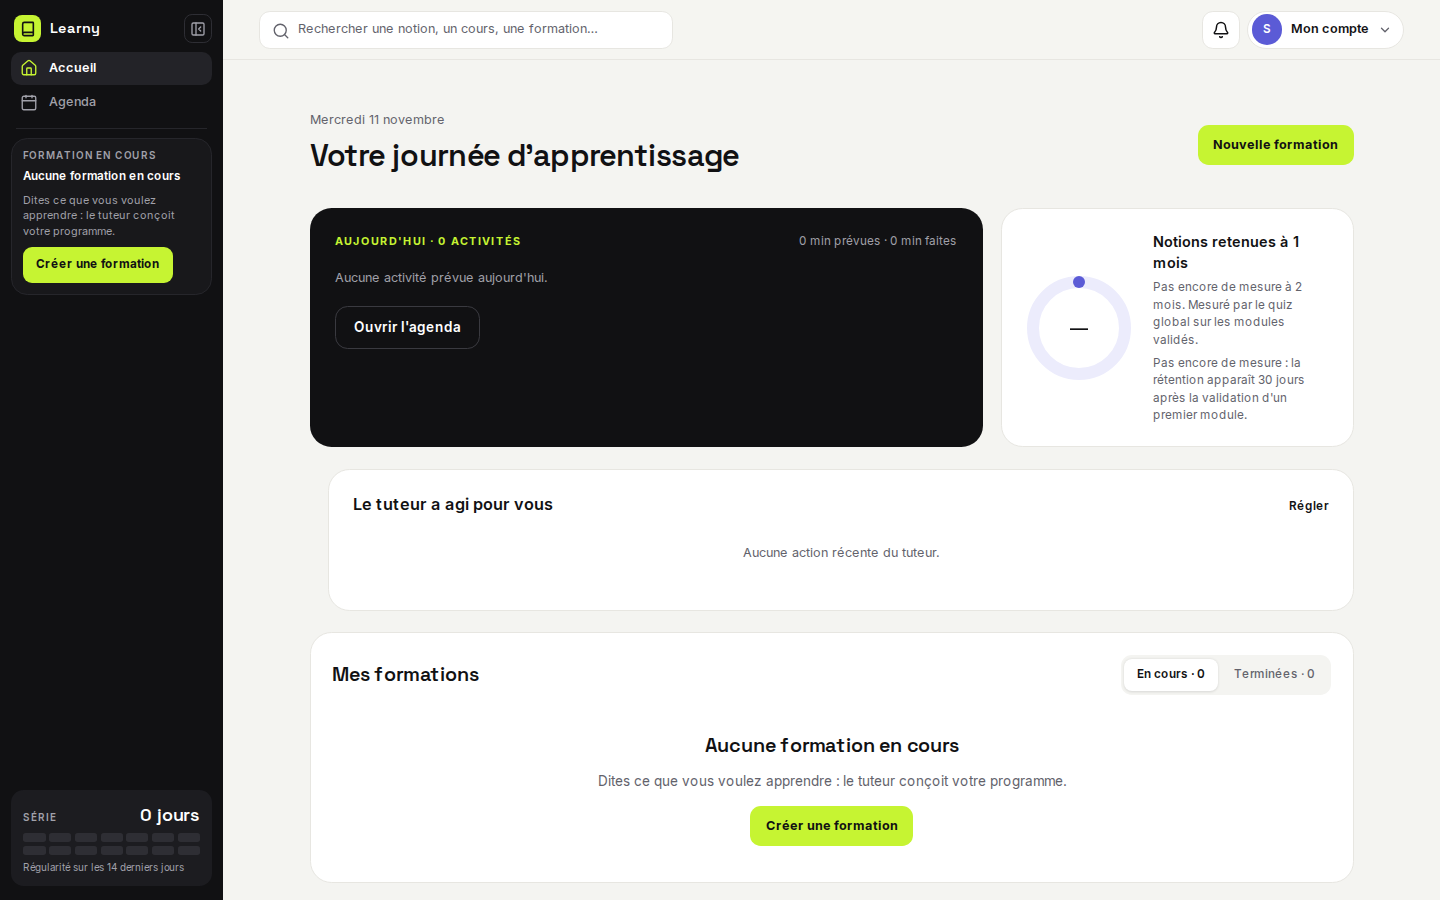 Learny
Accueil
Agenda
FORMATION EN COURS
Aucune formation en cours
Dites ce que vous voulez
apprendre : le tuteur conçoit
votre programme.
Créer une formation
SÉRIE
0 jours
Régularité sur les 14 derniers jours
Rechercher une notion, un cours, une formation...
S
Mon compte
Mercredi 11 novembre
Votre journée d'apprentissage
Nouvelle formation
AUJOURD'HUI · 0 ACTIVITÉS
0 min prévues · 0 min faites
Aucune activité prévue aujourd'hui.
Ouvrir l'agenda
—
Notions retenues à 1
mois
Pas encore de mesure à 2
mois. Mesuré par le quiz
global sur les modules
validés.
Pas encore de mesure : la
rétention apparaît 30 jours
après la validation d'un
premier module.
Le tuteur a agi pour vous
Régler
Aucune action récente du tuteur.
Mes formations
En cours · 0
Terminées · 0
Aucune formation en cours
Dites ce que vous voulez apprendre : le tuteur conçoit votre programme.
Créer une formation